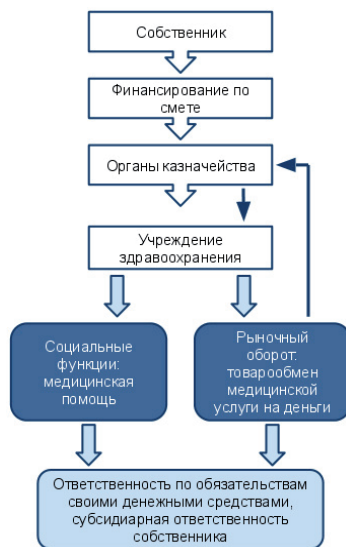 Собственник
Финансирование по
смете
Органы казначейства
Учреждение
здравоохранения
Социальные
функции:
медицинская
помощь
Рыночный
оборот:
товарообмен
медицинской
услуги на деньги
Ответственность по обязательствам
своими денежными средствами,
субсидиарная ответственность
собственника